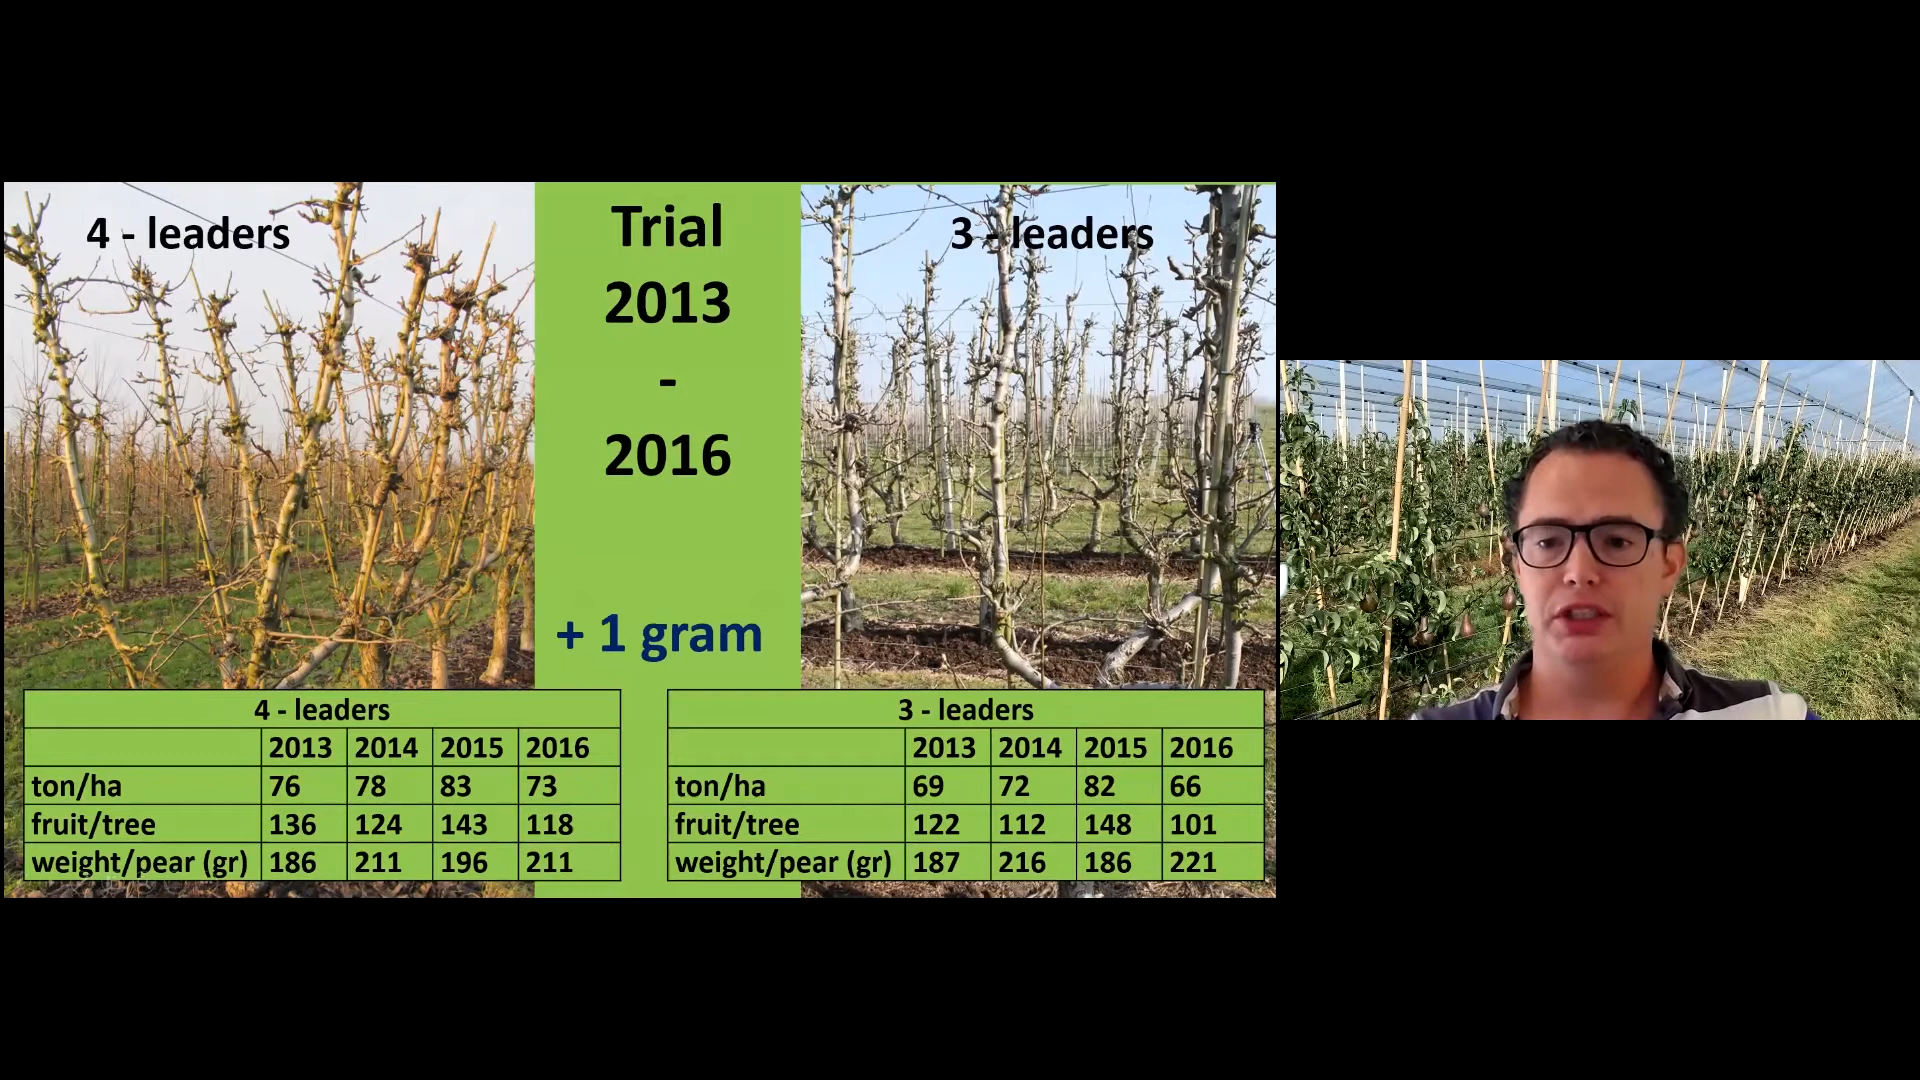 4 - leaders
Trial
2013
-
2016
3 - leaders
+ 1 gram
4 - leaders
2013 2014 2015 2016
ton/ha 76 78 83 73
fruit/tree 136 124 143 118
weight/pear (gr) 186 211 196 211
3 - leaders
2013 2014 2015 2016
ton/ha 69 72 82 66
fruit/tree 122 112 148 101
weight/pear (gr) 187 216 186 221